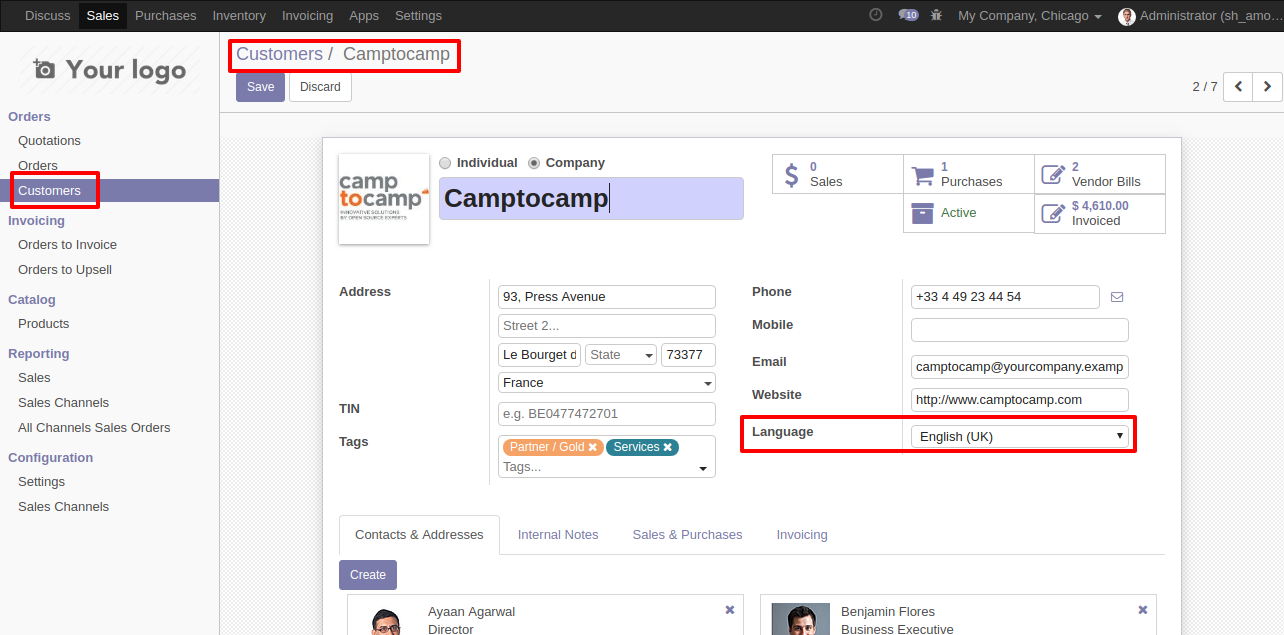 Discuss Sales Purchases Inventory Invoicing Apps Settings 10 My Company, Chicago Administrator (sh_amo...
Your logo
Orders
Quotations
Orders
Customers
Invoicing
Orders to Invoice
Orders to Upsell
Catalog
Products
Reporting
Sales
Sales Channels
All Channels Sales Orders
Configuration
Settings
Sales Channels
Customers / Camptocamp
Save Discard
2 / 7
camp
tocamp
INNOVATIVE SOLUTIONS
BY OPEN SOURCE EXPERTS
Individual Company
Camptocamp
0
Sales
1
Purchases
2
Vendor Bills
Active
$ 4,610.00
Invoiced
Address
93, Press Avenue
Street 2...
Le Bourget d State 73377
France
TIN
e.g. BE0477472701
Tags
Partner / Gold Services
Tags...
Phone
+33 4 49 23 44 54
Mobile
Email
camptocamp@yourcompany.examp
Website
http://www.camptocamp.com
Language
English (UK)
Contacts & Addresses Internal Notes Sales & Purchases Invoicing
Create
Ayaan Agarwal
Director
Benjamin Flores
Business Executive